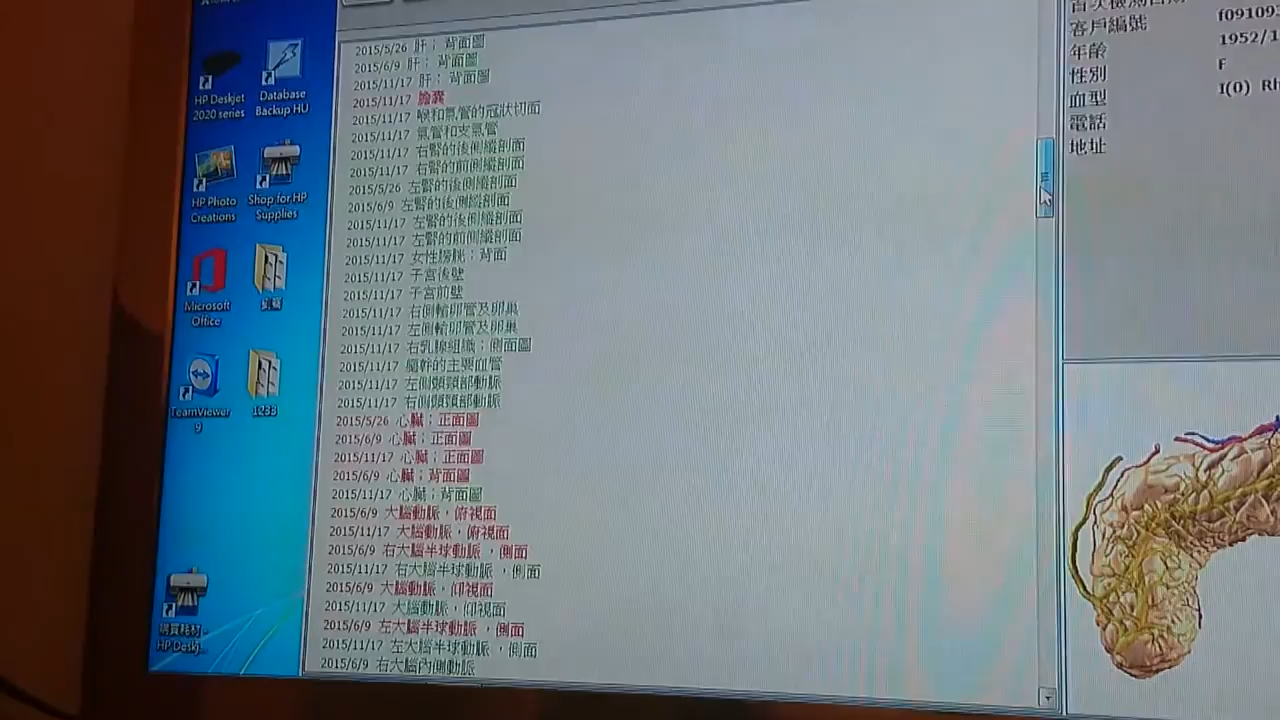 HP Deskjet
2020 series
Database
Backup HU
HP Photo
Creations
Shop for HP
Supplies
Microsoft
Office
TeamViewer
9
1233
購買耗材 -
HP Deskj...
2015/5/26 肝；背面圖
2015/6/9 肝；背面圖
2015/11/17 肝；背面圖
2015/11/17 膽囊
2015/11/17 喉和氣管的冠狀切面
2015/11/17 氣管和支氣管
2015/11/17 右腎的後側縱剖面
2015/11/17 右腎的前側縱剖面
2015/5/26 左腎的後側縱剖面
2015/6/9 左腎的後側縱剖面
2015/11/17 左腎的後側縱剖面
2015/11/17 左腎的前側縱剖面
2015/11/17 女性膀胱；背面
2015/11/17 子宮後壁
2015/11/17 子宮前壁
2015/11/17 右側輸卵管及卵巢
2015/11/17 左側輸卵管及卵巢
2015/11/17 右乳腺組織；側面圖
2015/11/17 軀幹的主要血管
2015/11/17 左側頭頸部動脈
2015/11/17 右側頭頸部動脈
2015/5/26 心臟；正面圖
2015/6/9 心臟；正面圖
2015/11/17 心臟；正面圖
2015/6/9 心臟；背面圖
2015/11/17 心臟；背面圖
2015/6/9 大腦動脈，俯視面
2015/11/17 大腦動脈，俯視面
2015/6/9 右大腦半球動脈，側面
2015/11/17 右大腦半球動脈，側面
2015/6/9 大腦動脈，仰視面
2015/11/17 大腦動脈，仰視面
2015/6/9 左大腦半球動脈，側面
2015/11/17 左大腦半球動脈，側面
2015/6/9 右大腦內側動脈
客戶編號 f09109
年齡 1952/1
性別 F
血型 I(0) Rh
電話
地址